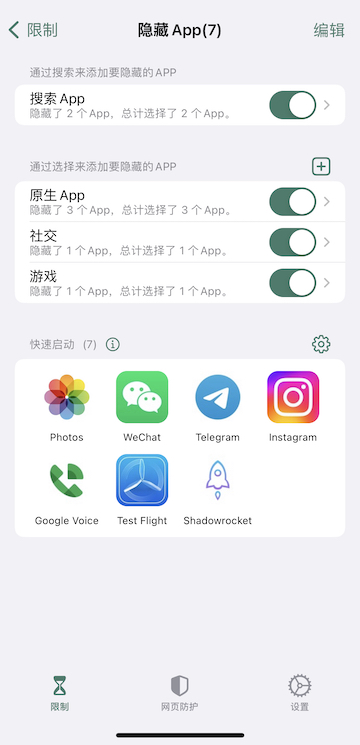 限制
隐藏 App(7)
编辑
通过搜索来添加要隐藏的APP
搜索 App
隐藏了 2 个 App，总计选择了 2 个 App。
通过选择来添加要隐藏的APP
原生 App
隐藏了 3 个 App，总计选择了 3 个 App。
社交
隐藏了 1 个 App，总计选择了 1 个 App。
游戏
隐藏了 1 个 App，总计选择了 1 个 App。
快速启动 (7)
Photos
WeChat
Telegram
Instagram
Google Voice
Test Flight
Shadowrocket
限制
网页防护
设置